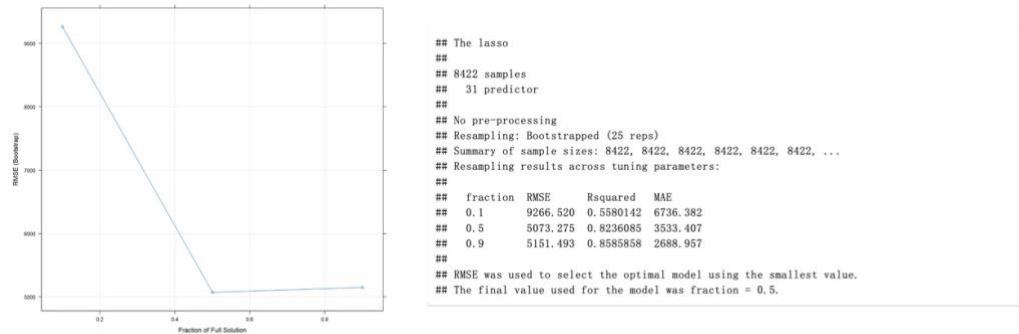 9000
8000
7000
6000
5000
RMSE (Bootstrap)
0.2
0.4
0.6
0.8
Fraction of Full Solution
## The lasso
##
## 8422 samples
##   31 predictor
##
## No pre-processing
## Resampling: Bootstrapped (25 reps)
## Summary of sample sizes: 8422, 8422, 8422, 8422, 8422, 8422, ...
## Resampling results across tuning parameters:
##
##   fraction  RMSE      Rsquared   MAE
##   0.1       9266.520  0.5580142  6736.382
##   0.5       5073.275  0.8236085  3533.407
##   0.9       5151.493  0.8585858  2688.957
##
## RMSE was used to select the optimal model using the smallest value.
## The final value used for the model was fraction = 0.5.